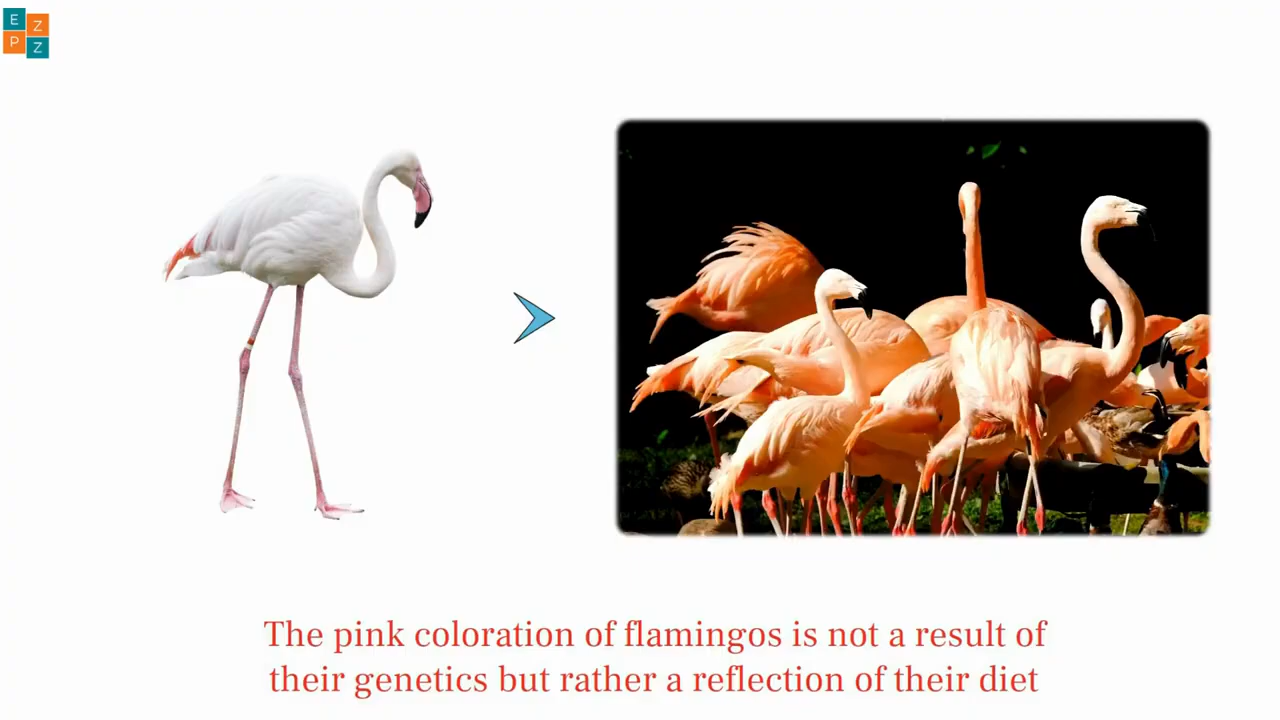 E Z
P Z
The pink coloration of flamingos is not a result of
their genetics but rather a reflection of their diet